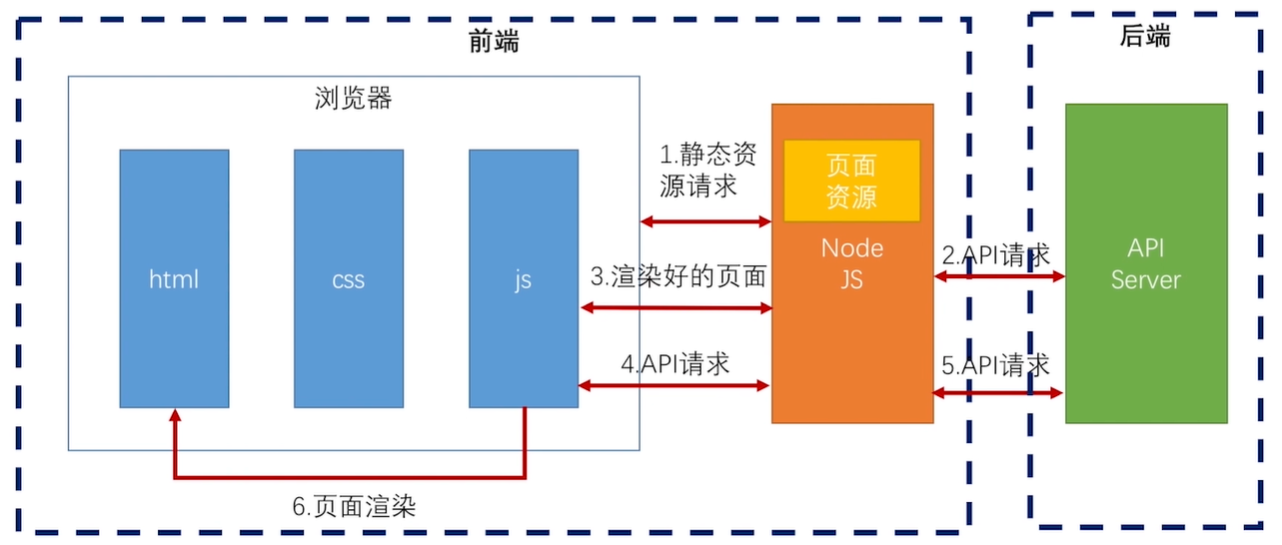 前端
后端
浏览器
html
css
js
1.静态资
源请求
页面
资源
Node
JS
2.API请求
API
Server
3.渲染好的页面
4.API请求
5.API请求
6.页面渲染